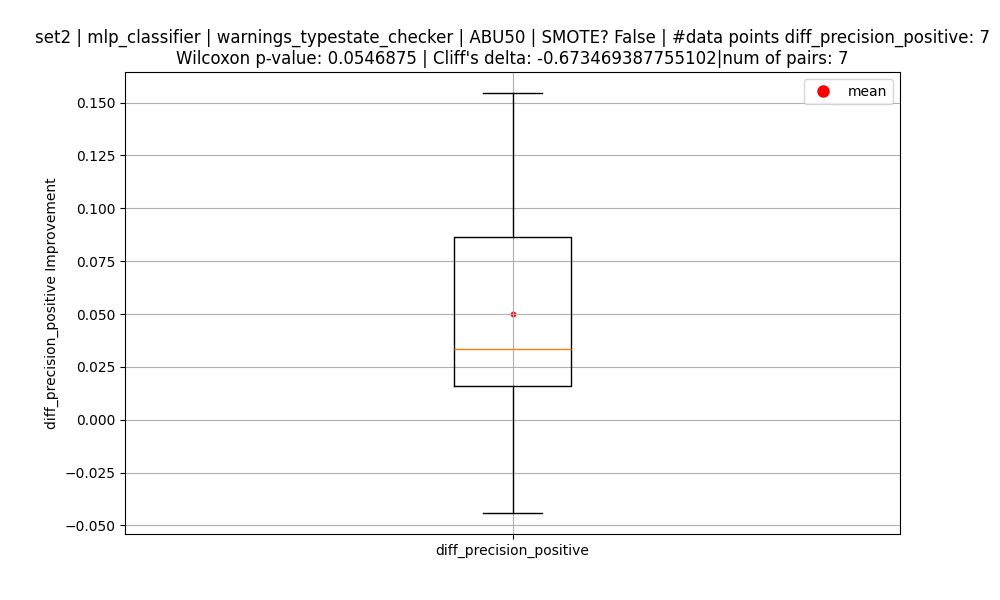 set2 | mlp_classifier | warnings_typestate_checker | ABU50 | SMOTE? False | #data points diff_precision_positive: 7
Wilcoxon p-value: 0.0546875 | Cliff's delta: -0.673469387755102|num of pairs: 7
mean
0.150
0.125
0.100
0.075
0.050
0.025
0.000
−0.025
−0.050
diff_precision_positive Improvement
diff_precision_positive